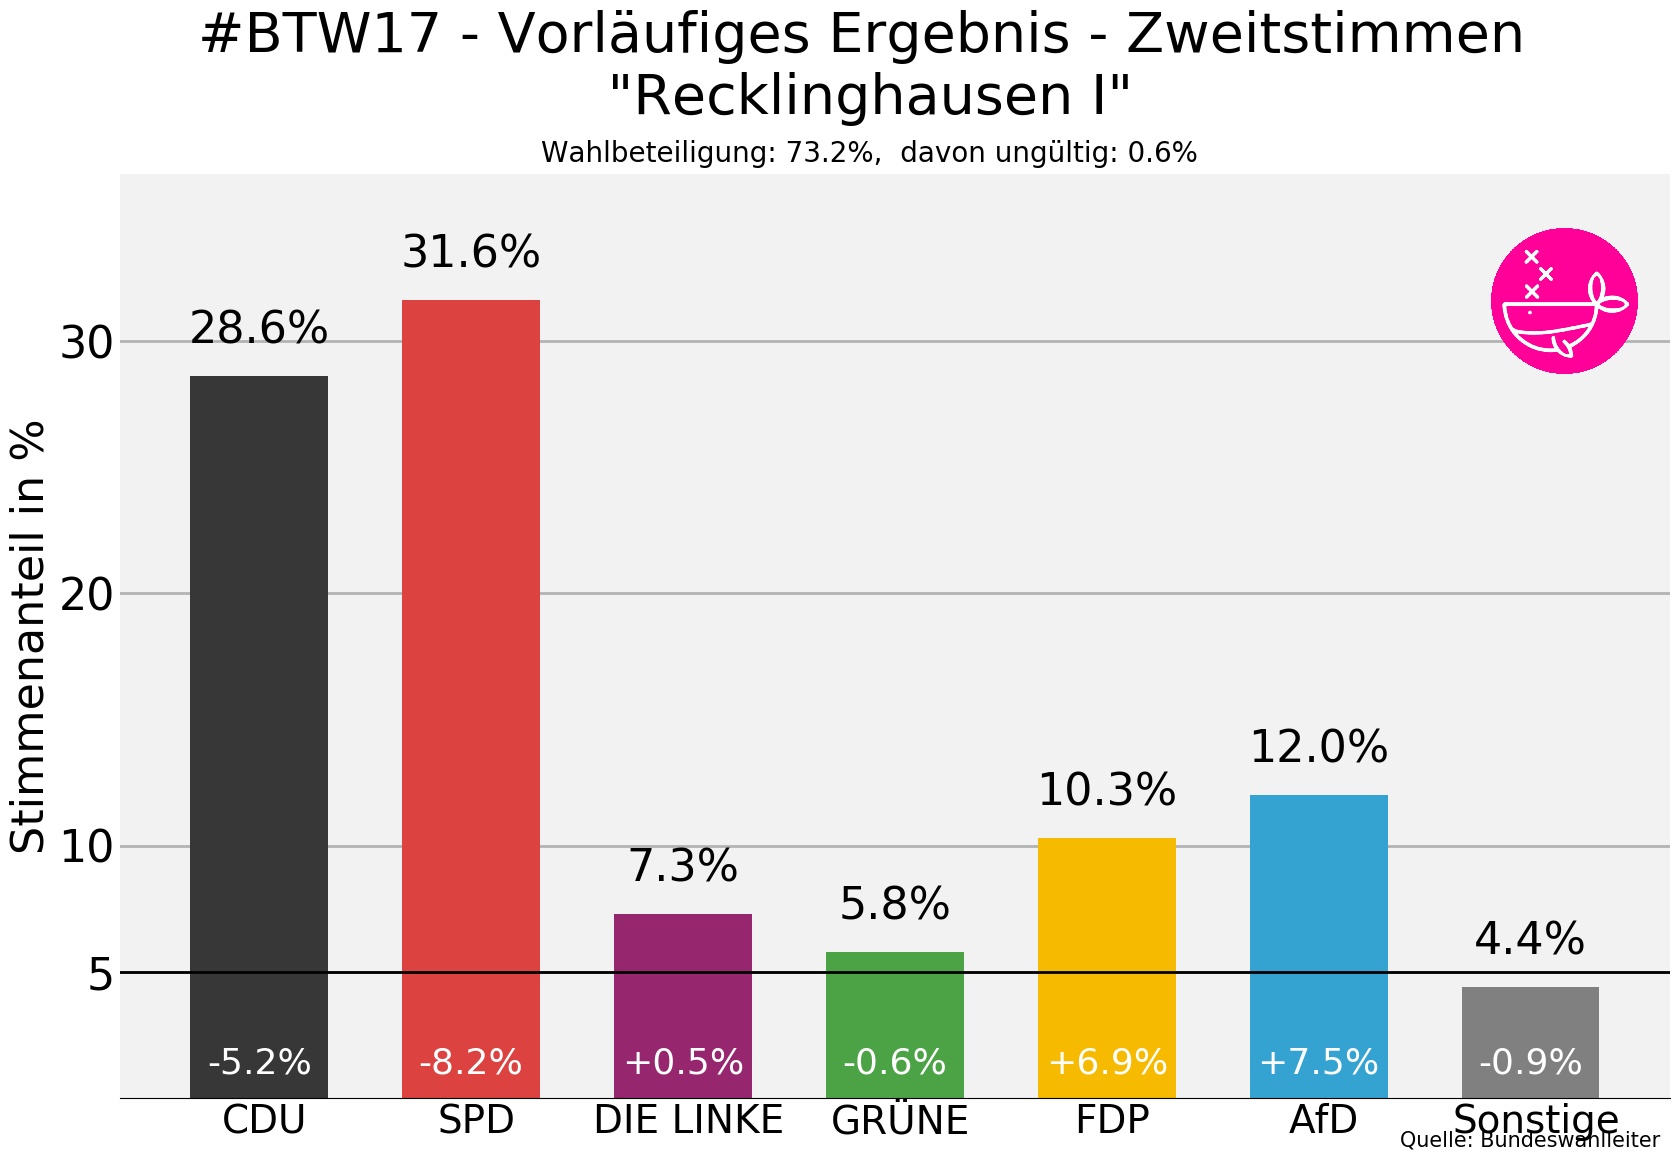 #BTW17 - Vorläufiges Ergebnis - Zweitstimmen
"Recklinghausen I"
Wahlbeteiligung: 73.2%,  davon ungültig: 0.6%
Stimmenanteil in %
30
20
10
5
28.6%
31.6%
7.3%
5.8%
10.3%
12.0%
4.4%
-5.2%
-8.2%
+0.5%
-0.6%
+6.9%
+7.5%
-0.9%
CDU
SPD
DIE LINKE
GRÜNE
FDP
AfD
Sonstige
Quelle: Bundeswahlleiter